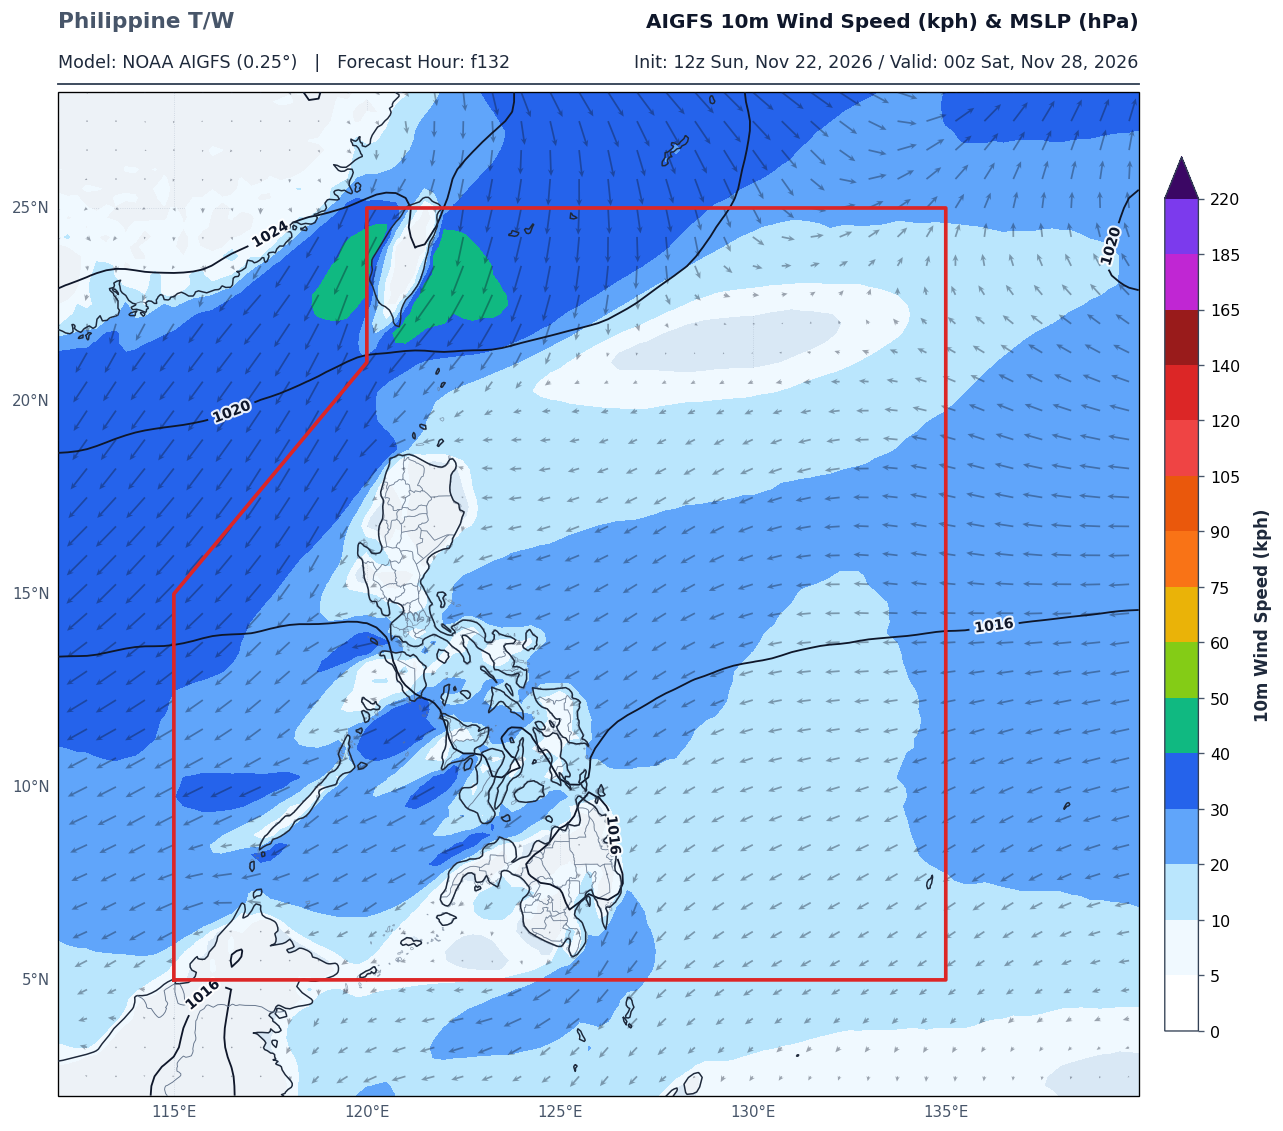 Philippine T/W
AIGFS 10m Wind Speed (kph) & MSLP (hPa)
Model: NOAA AIGFS (0.25°) | Forecast Hour: f132
Init: 12z Sun, Nov 22, 2026 / Valid: 00z Sat, Nov 28, 2026
25°N
20°N
15°N
10°N
5°N
115°E
120°E
125°E
130°E
135°E
1024
1020
1020
1016
1016
1016
220
185
165
140
120
105
90
75
60
50
40
30
20
10
5
0
10m Wind Speed (kph)